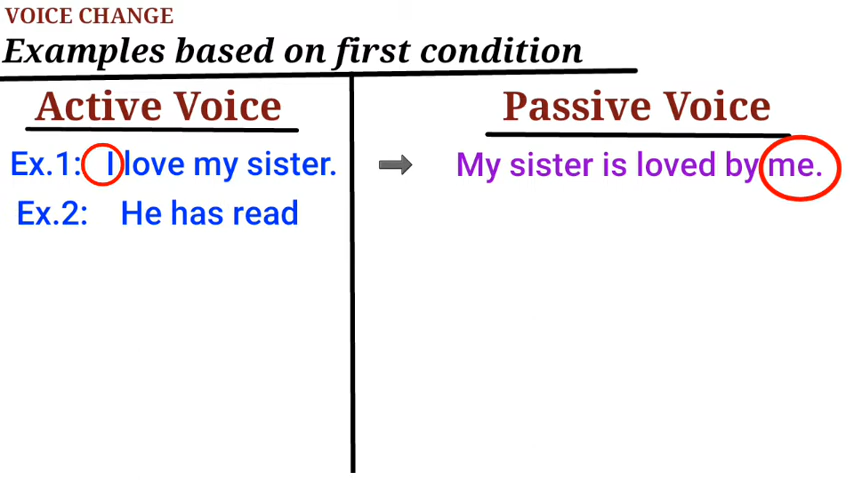 VOICE CHANGE
Examples based on first condition
Active Voice
Passive Voice
Ex.1: I love my sister.
My sister is loved by me.
Ex.2: He has read